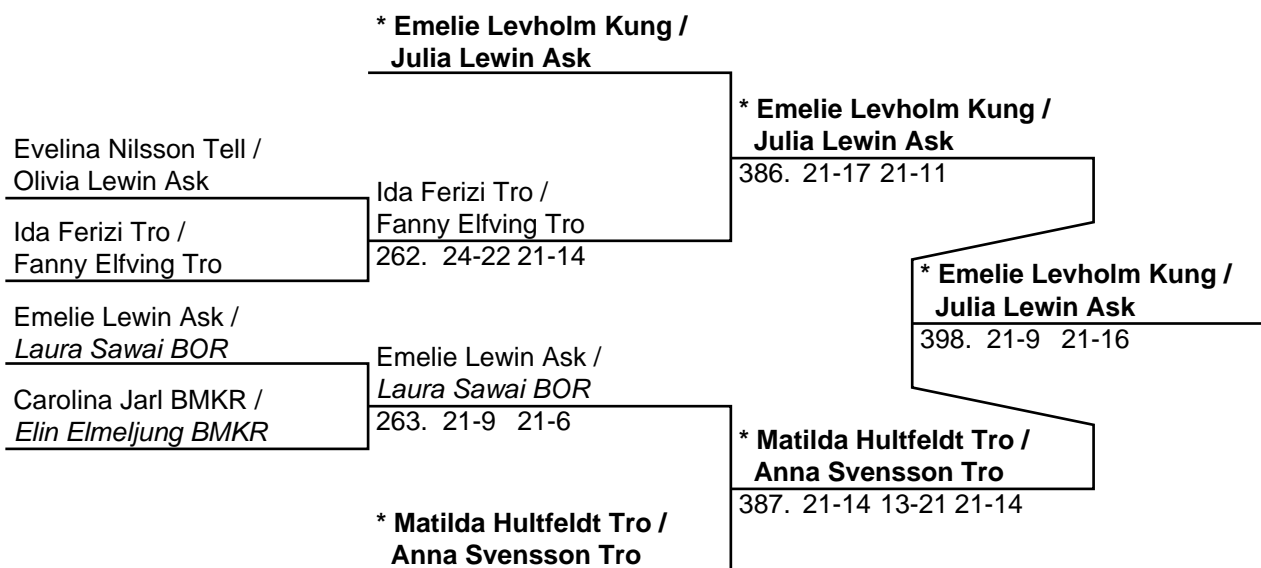 * Emelie Levholm Kung /
Julia Lewin Ask
* Emelie Levholm Kung /
Julia Lewin Ask
386. 21-17 21-11
Evelina Nilsson Tell /
Olivia Lewin Ask
Ida Ferizi Tro /
Fanny Elfving Tro
262. 24-22 21-14
Ida Ferizi Tro /
Fanny Elfving Tro
* Emelie Levholm Kung /
Julia Lewin Ask
398. 21-9 21-16
Emelie Lewin Ask /
Laura Sawai BOR
Emelie Lewin Ask /
Laura Sawai BOR
263. 21-9 21-6
Carolina Jarl BMKR /
Elin Elmeljung BMKR
* Matilda Hultfeldt Tro /
Anna Svensson Tro
387. 21-14 13-21 21-14
* Matilda Hultfeldt Tro /
Anna Svensson Tro